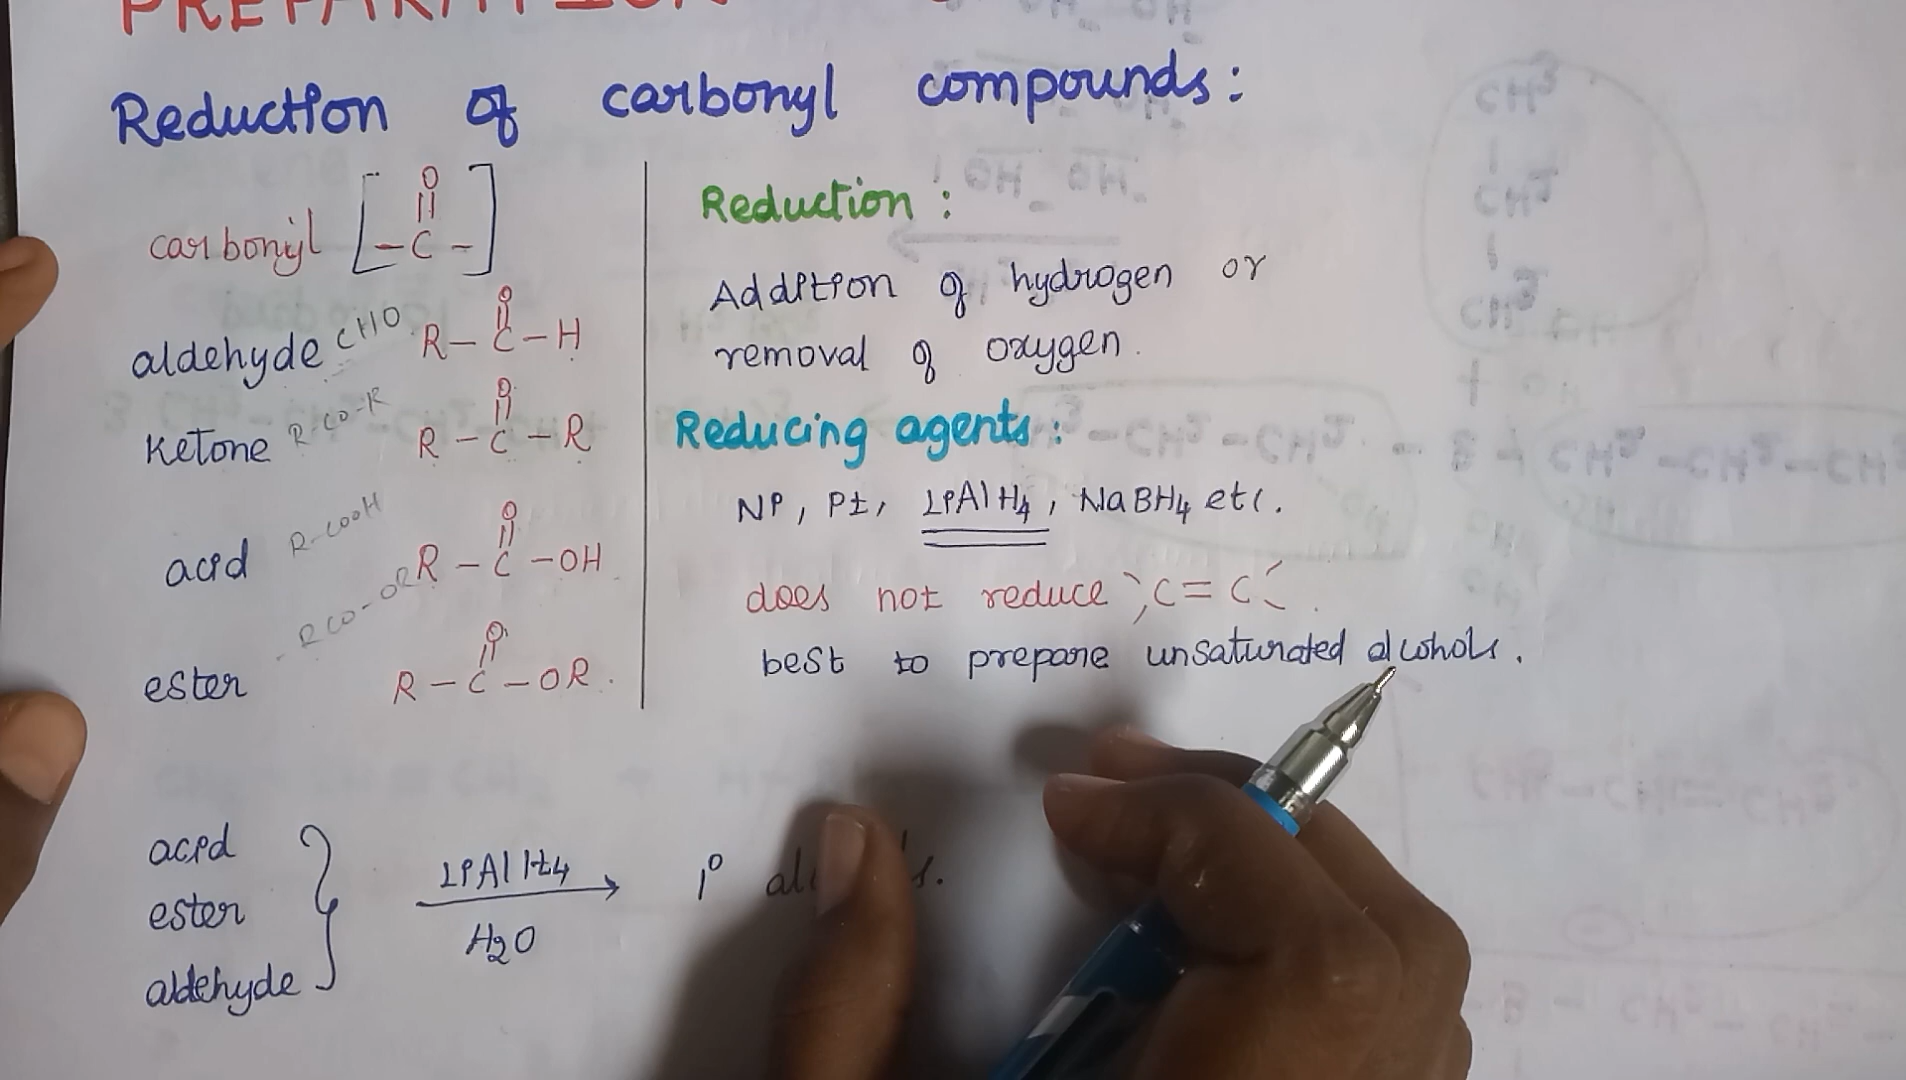 PREPARATION
Reduction of carbonyl compounds:
carbonyl [ -C- ]
O
aldehyde CHO R-C-H
O
Ketone R-CO-R R-C-R
O
acid R-COOH R-C-OH
O
ester RCO-OR R-C-OR.
O
Reduction:
Addition of hydrogen or
removal of oxygen.
Reducing agents:
Ni, Pt, LiAlH4, NaBH4 etc.
does not reduce >C=C<.
best to prepare unsaturated alcohols.
acid
ester
aldehyde
LiAlH4
H2O
1°